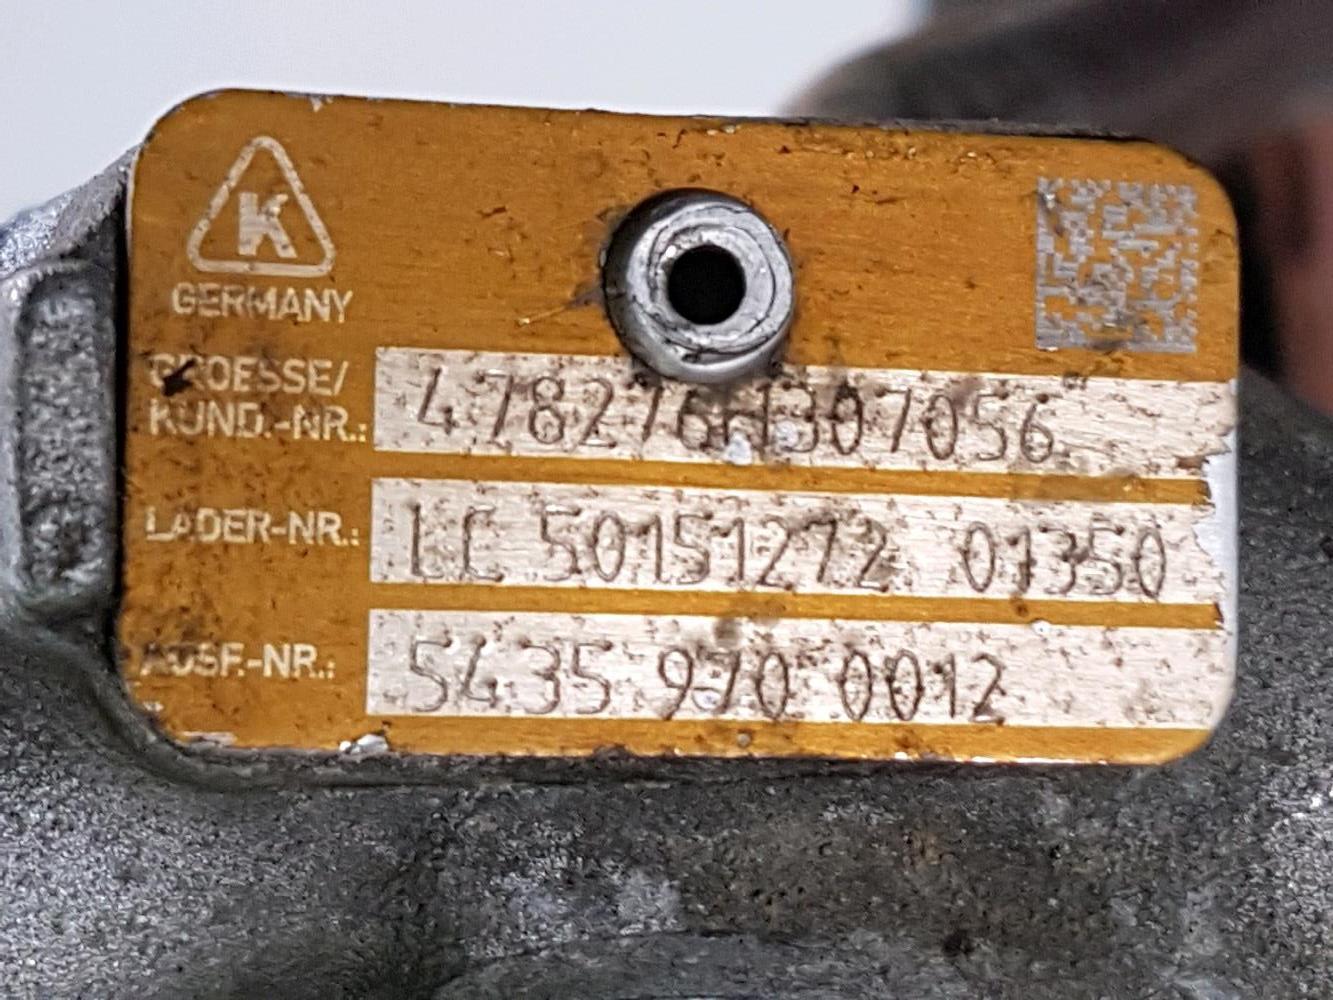 K
GERMANY
GROESSE/
KUND.-NR.: 478276H307056
LADER-NR.: LC 50151272 01350
AUSF.-NR.: 5435 970 0012